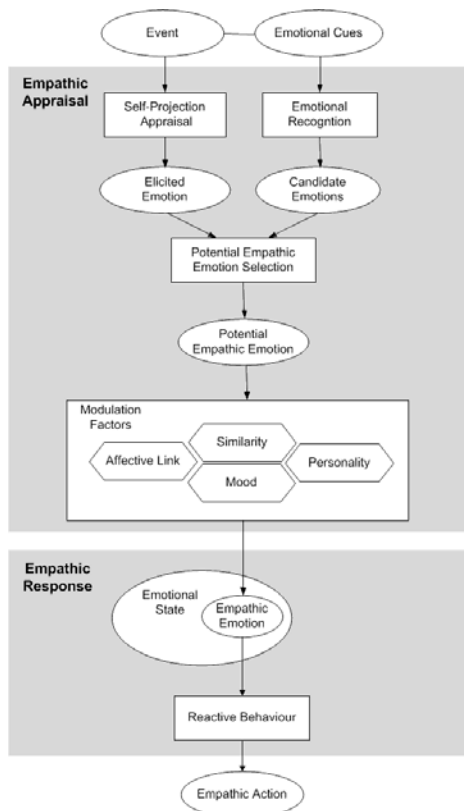 Event
Emotional Cues
Empathic
Appraisal
Self-Projection
Appraisal
Emotional
Recogntion
Elicited
Emotion
Candidate
Emotions
Potential Empathic
Emotion Selection
Potential
Empathic Emotion
Modulation
Factors
Similarity
Affective Link
Personality
Mood
Empathic
Response
Emotional
State
Empathic
Emotion
Reactive Behaviour
Empathic Action